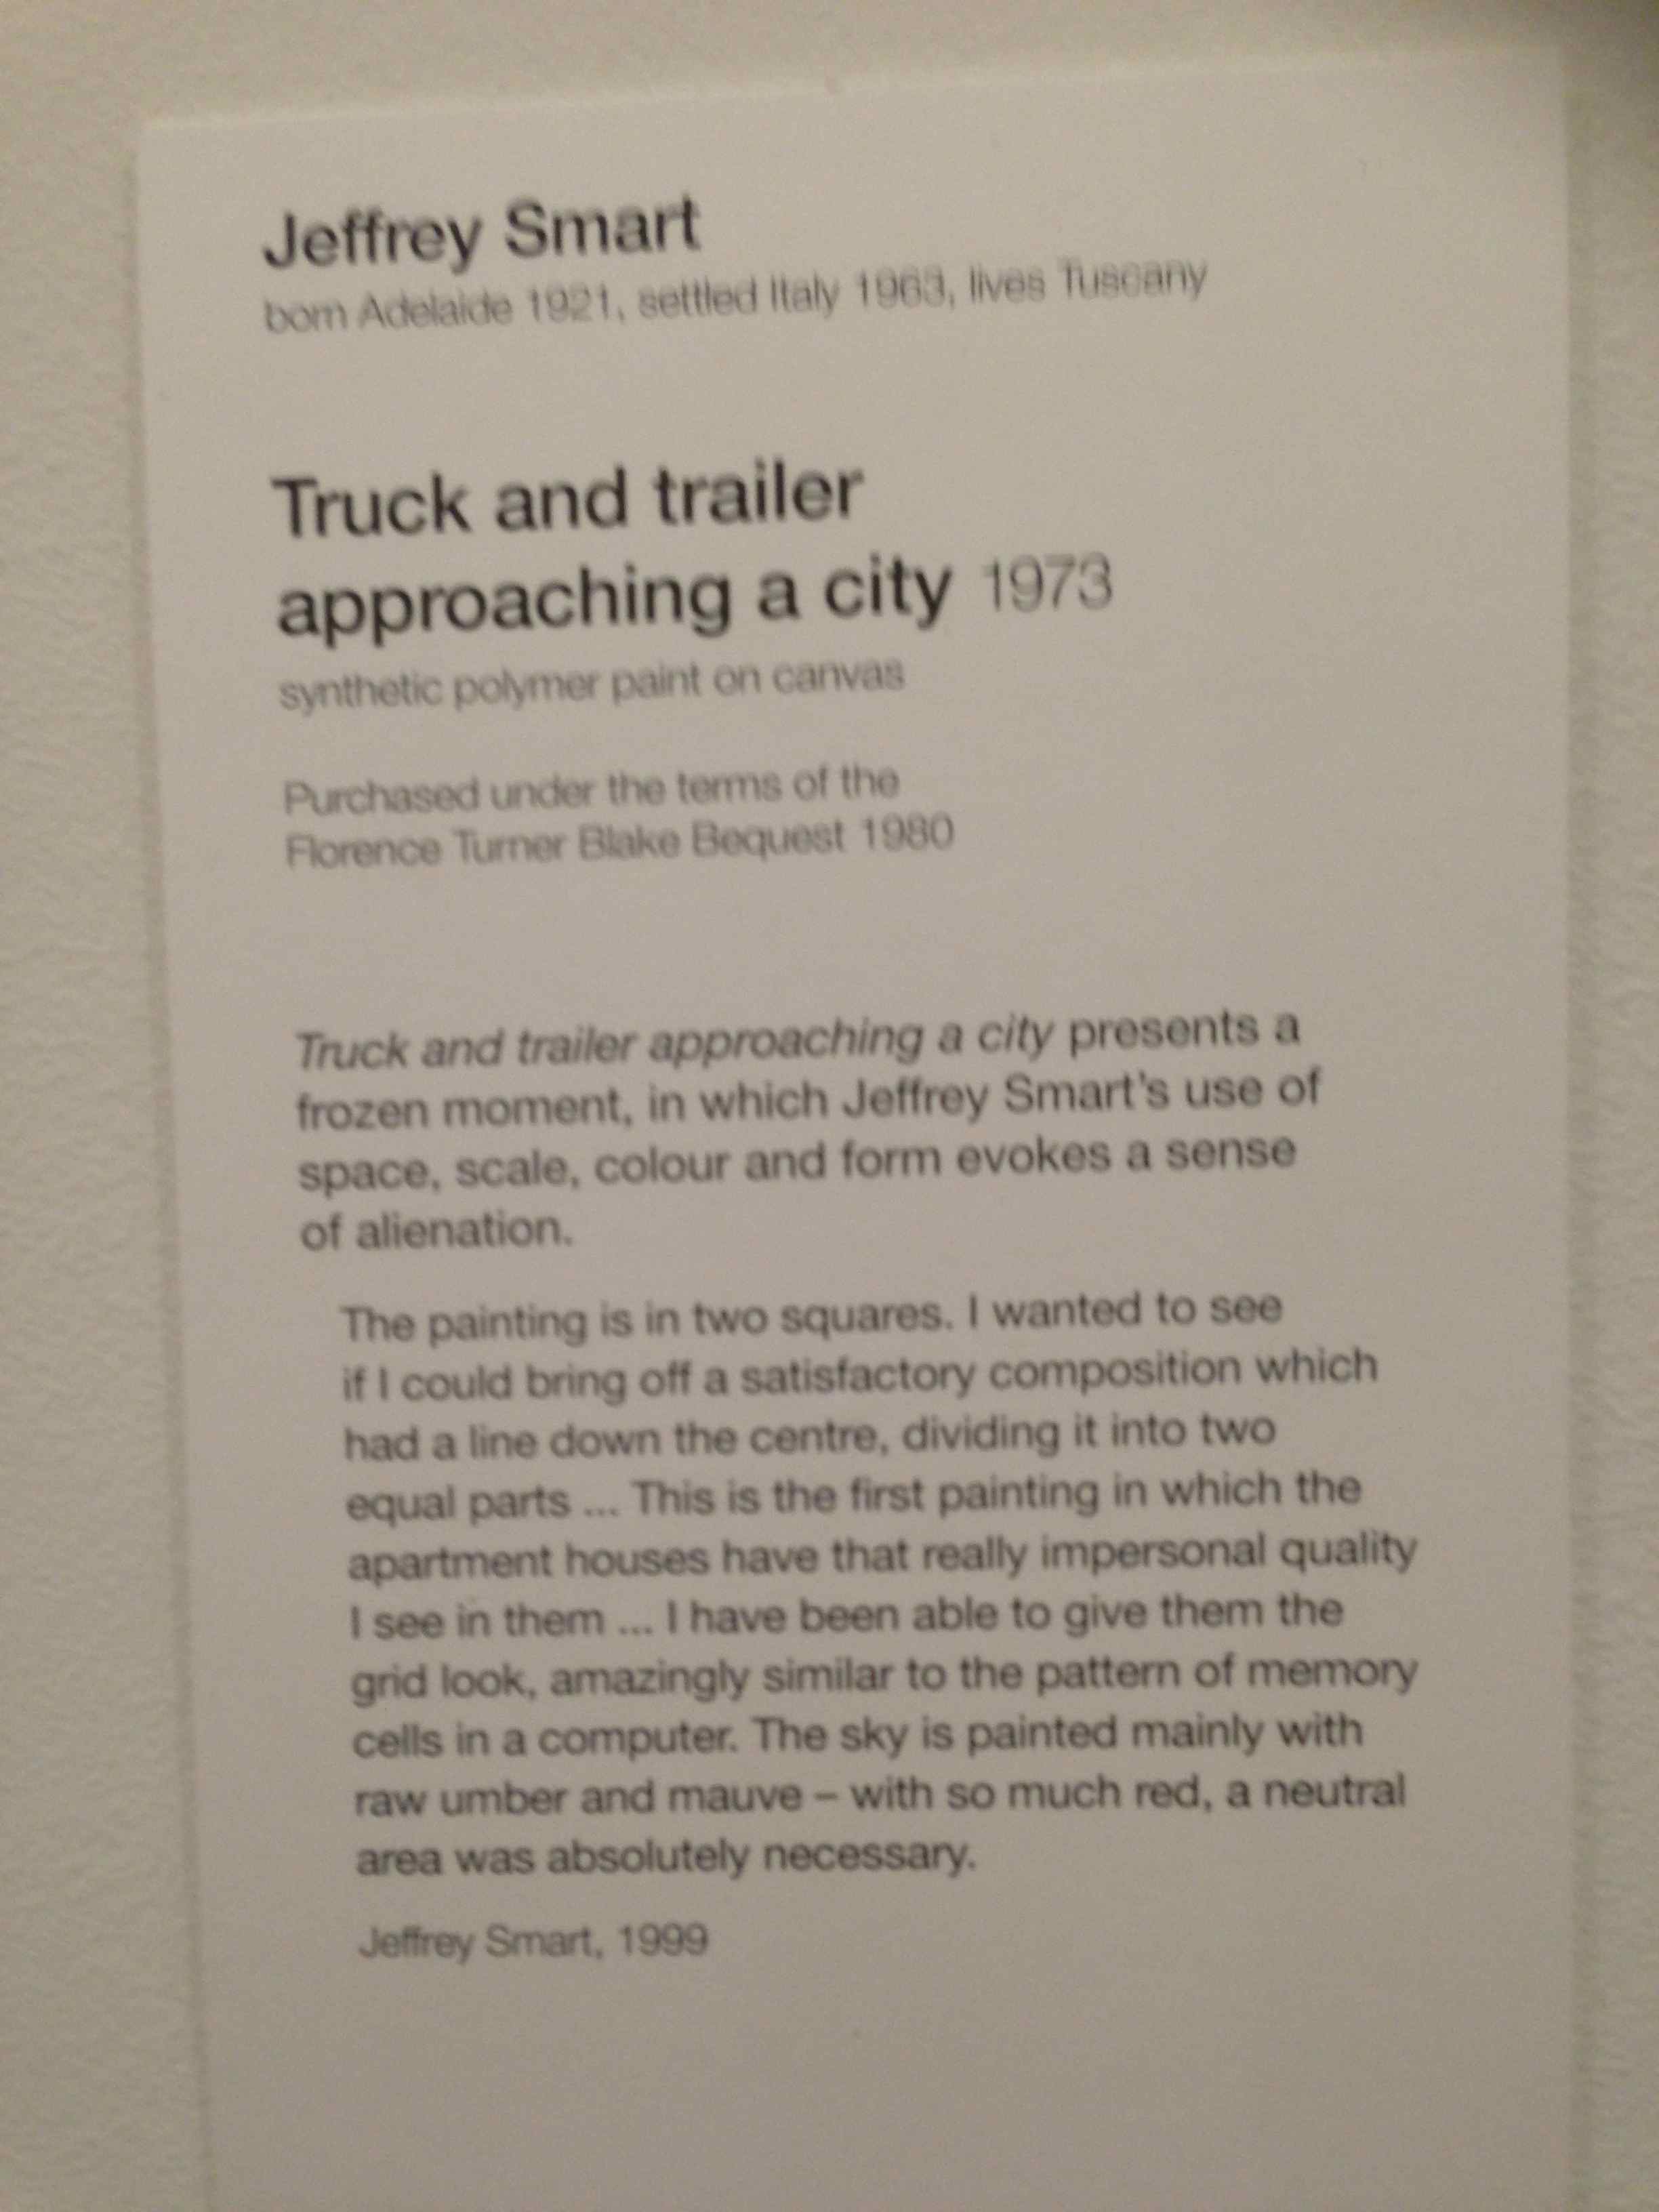 Jeffrey Smart
born Adelaide 1921, settled Italy 1963, lives Tuscany
Truck and trailer
approaching a city 1973
synthetic polymer paint on canvas
Purchased under the terms of the
Florence Turner Blake Bequest 1980
Truck and trailer approaching a city presents a
frozen moment, in which Jeffrey Smart's use of
space, scale, colour and form evokes a sense
of alienation.
The painting is in two squares. I wanted to see
if I could bring off a satisfactory composition which
had a line down the centre, dividing it into two
equal parts ... This is the first painting in which the
apartment houses have that really impersonal quality
I see in them ... I have been able to give them the
grid look, amazingly similar to the pattern of memory
cells in a computer. The sky is painted mainly with
raw umber and mauve – with so much red, a neutral
area was absolutely necessary.
Jeffrey Smart, 1999